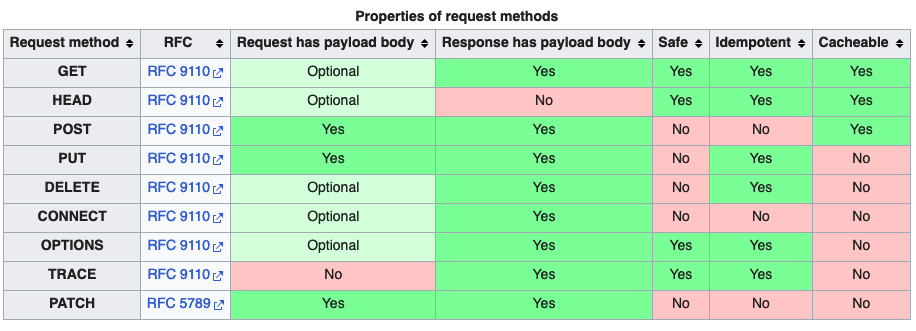 Properties of request methods
Request method RFC Request has payload body Response has payload body Safe Idempotent Cacheable
GET RFC 9110 Optional Yes Yes Yes Yes
HEAD RFC 9110 Optional No Yes Yes Yes
POST RFC 9110 Yes Yes No No Yes
PUT RFC 9110 Yes Yes No Yes No
DELETE RFC 9110 Optional Yes No Yes No
CONNECT RFC 9110 Optional Yes No No No
OPTIONS RFC 9110 Optional Yes Yes Yes No
TRACE RFC 9110 No Yes Yes Yes No
PATCH RFC 5789 Yes Yes No No No